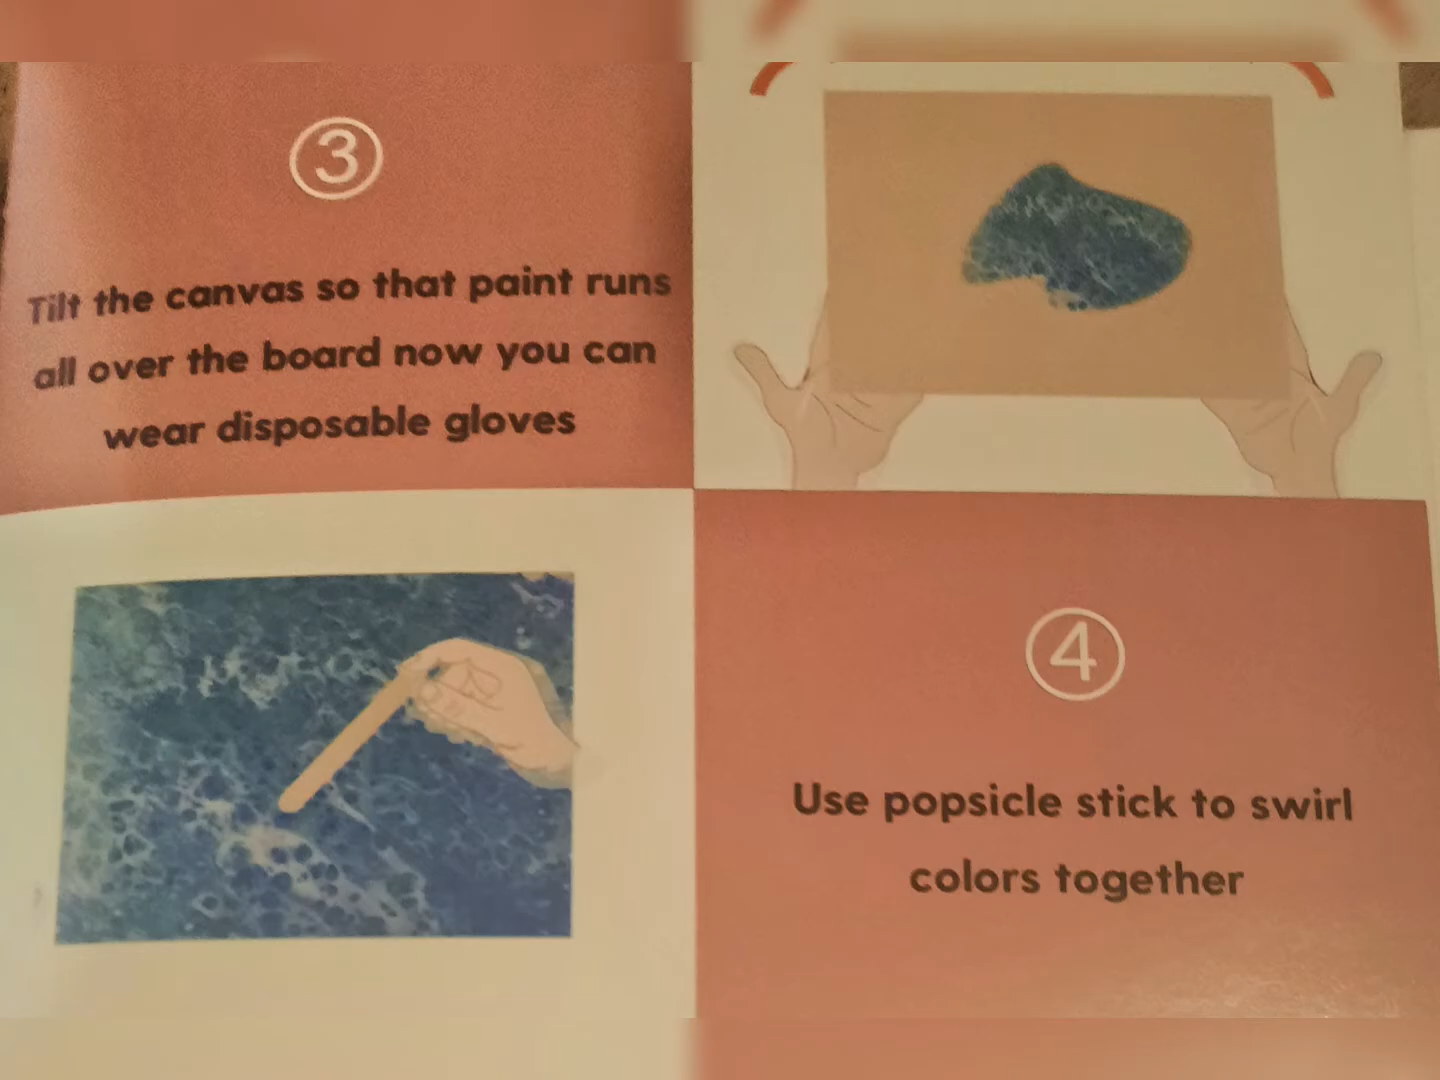 3
Tilt the canvas so that paint runs
all over the board now you can
wear disposable gloves
4
Use popsicle stick to swirl
colors together